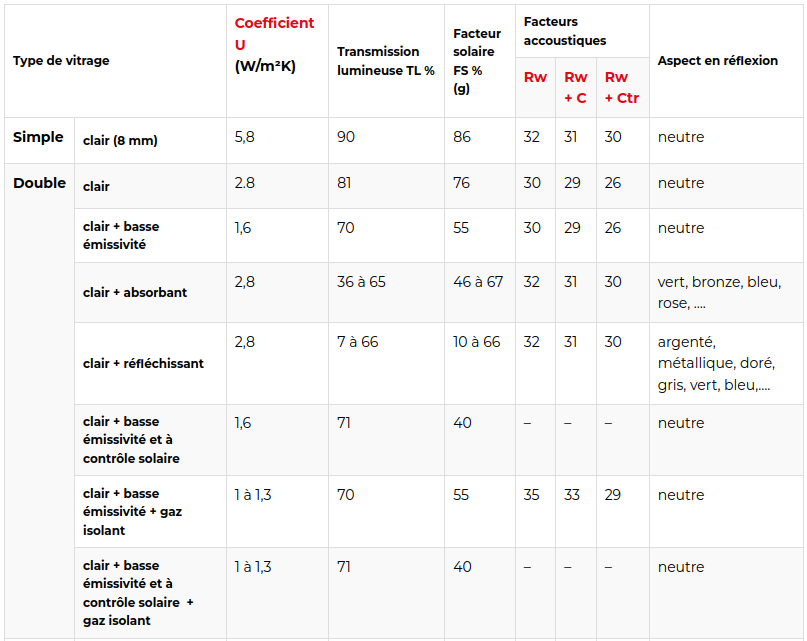 Type de vitrage
Coefficient
U
(W/m²K)
Transmission
lumineuse TL %
Facteur
solaire
FS %
(g)
Facteurs
accoustiques
Rw
Rw
+ C
Rw
+ Ctr
Aspect en réflexion
Simple
clair (8 mm)
5,8
90
86
32
31
30
neutre
Double
clair
2.8
81
76
30
29
26
neutre
clair + basse
émissivité
1,6
70
55
30
29
26
neutre
clair + absorbant
2,8
36 à 65
46 à 67
32
31
30
vert, bronze, bleu,
rose, ....
clair + réfléchissant
2,8
7 à 66
10 à 66
32
31
30
argenté,
métallique, doré,
gris, vert, bleu,....
clair + basse
émissivité et à
contrôle solaire
1,6
71
40
–
–
–
neutre
clair + basse
émissivité + gaz
isolant
1 à 1,3
70
55
35
33
29
neutre
clair + basse
émissivité et à
contrôle solaire +
gaz isolant
1 à 1,3
71
40
–
–
–
neutre